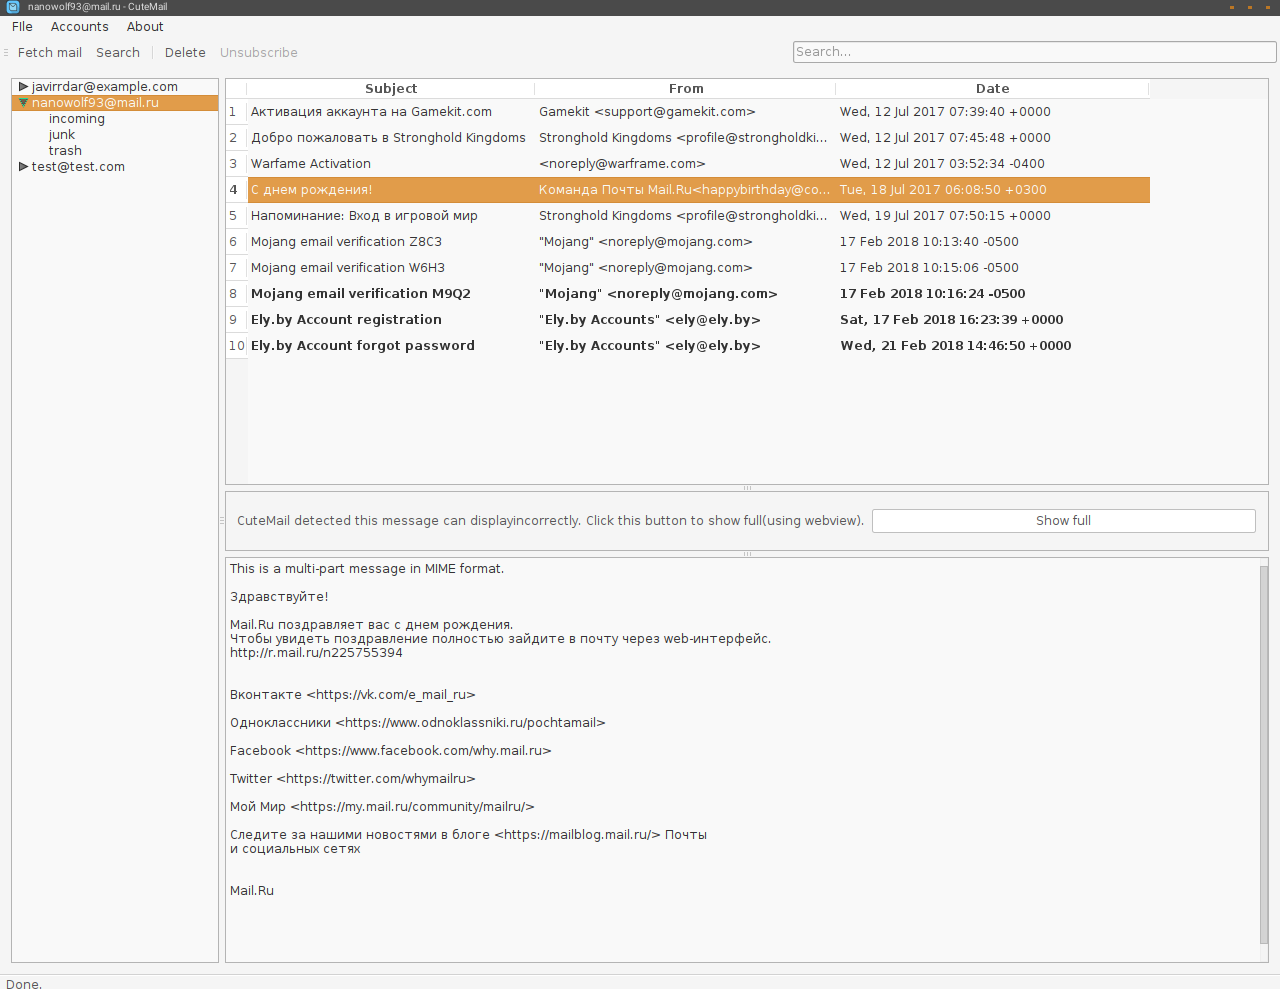 nanowolf93@mail.ru - CuteMail
FIle Accounts About
Fetch mail Search Delete Unsubscribe Search...
javirrdar@example.com
nanowolf93@mail.ru
incoming
junk
trash
test@test.com
Subject From Date
1 Активация аккаунта на Gamekit.com Gamekit <support@gamekit.com> Wed, 12 Jul 2017 07:39:40 +0000
2 Добро пожаловать в Stronghold Kingdoms Stronghold Kingdoms <profile@strongholdki... Wed, 12 Jul 2017 07:45:48 +0000
3 Warfame Activation <noreply@warframe.com> Wed, 12 Jul 2017 03:52:34 -0400
4 С днем рождения! Команда Почты Mail.Ru<happybirthday@co... Tue, 18 Jul 2017 06:08:50 +0300
5 Напоминание: Вход в игровой мир Stronghold Kingdoms <profile@strongholdki... Wed, 19 Jul 2017 07:50:15 +0000
6 Mojang email verification Z8C3 "Mojang" <noreply@mojang.com> 17 Feb 2018 10:13:40 -0500
7 Mojang email verification W6H3 "Mojang" <noreply@mojang.com> 17 Feb 2018 10:15:06 -0500
8 Mojang email verification M9Q2 "Mojang" <noreply@mojang.com> 17 Feb 2018 10:16:24 -0500
9 Ely.by Account registration "Ely.by Accounts" <ely@ely.by> Sat, 17 Feb 2018 16:23:39 +0000
10 Ely.by Account forgot password "Ely.by Accounts" <ely@ely.by> Wed, 21 Feb 2018 14:46:50 +0000
CuteMail detected this message can displayincorrectly. Click this button to show full(using webview). Show full
This is a multi-part message in MIME format.
Здравствуйте!
Mail.Ru поздравляет вас с днем рождения.
Чтобы увидеть поздравление полностью зайдите в почту через web-интерфейс.
http://r.mail.ru/n225755394
Вконтакте <https://vk.com/e_mail_ru>
Одноклассники <https://www.odnoklassniki.ru/pochtamail>
Facebook <https://www.facebook.com/why.mail.ru>
Twitter <https://twitter.com/whymailru>
Мой Мир <https://my.mail.ru/community/mailru/>
Следите за нашими новостями в блоге <https://mailblog.mail.ru/> Почты
и социальных сетях
Mail.Ru
Done.